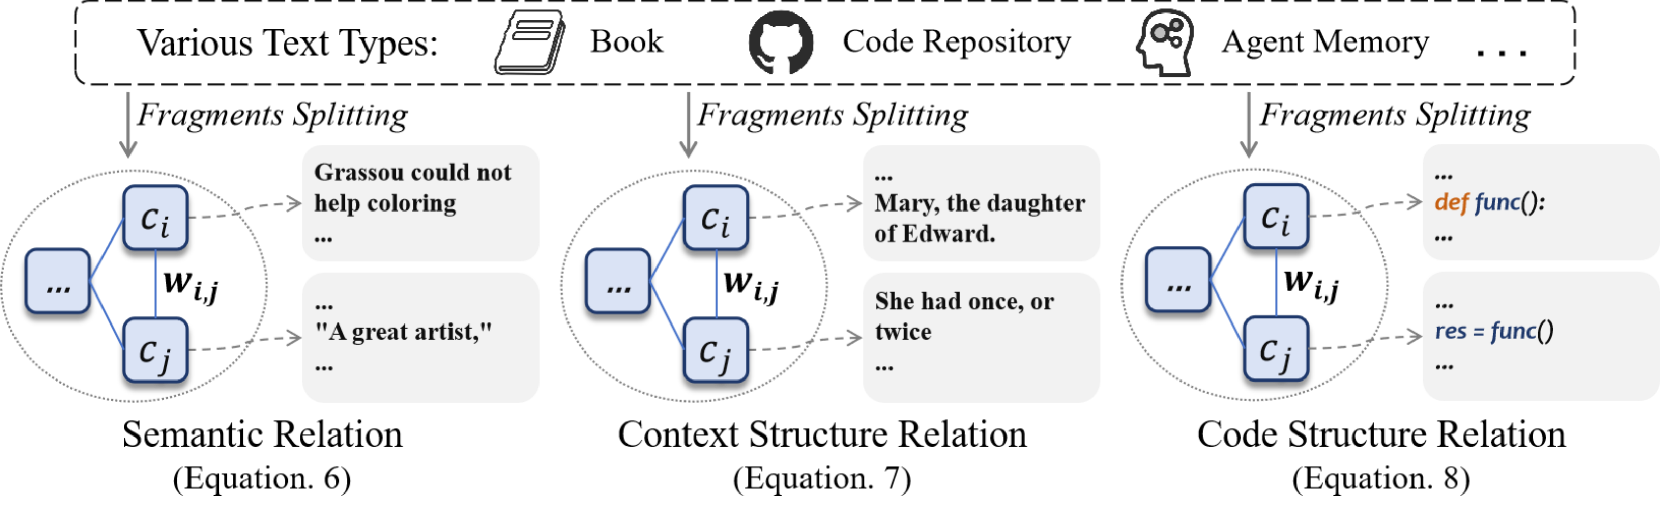 Various Text Types: Book Code Repository Agent Memory ...
Fragments Splitting Fragments Splitting Fragments Splitting
c_i
...
c_j
w_{i,j}
Grassou could not
help coloring
...
...
"A great artist,"
...
Semantic Relation
(Equation. 6)
c_i
...
c_j
w_{i,j}
...
Mary, the daughter
of Edward.
She had once, or
twice
...
Context Structure Relation
(Equation. 7)
c_i
...
c_j
w_{i,j}
...
def func():
...
...
res = func()
...
Code Structure Relation
(Equation. 8)